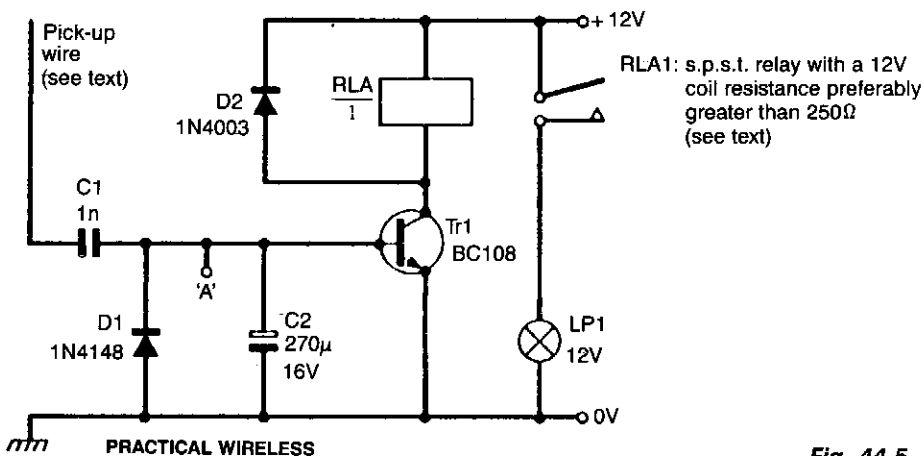 Pick-up
wire
(see text)
C1
1n
D1
1N4148
'A'
C2
270μ
16V
D2
1N4003
RLA
1
Tr1
BC108
+ 12V
RLA1: s.p.s.t. relay with a 12V
coil resistance preferably
greater than 250Ω
(see text)
LP1
12V
0V
PRACTICAL WIRELESS
Fig. 44.5